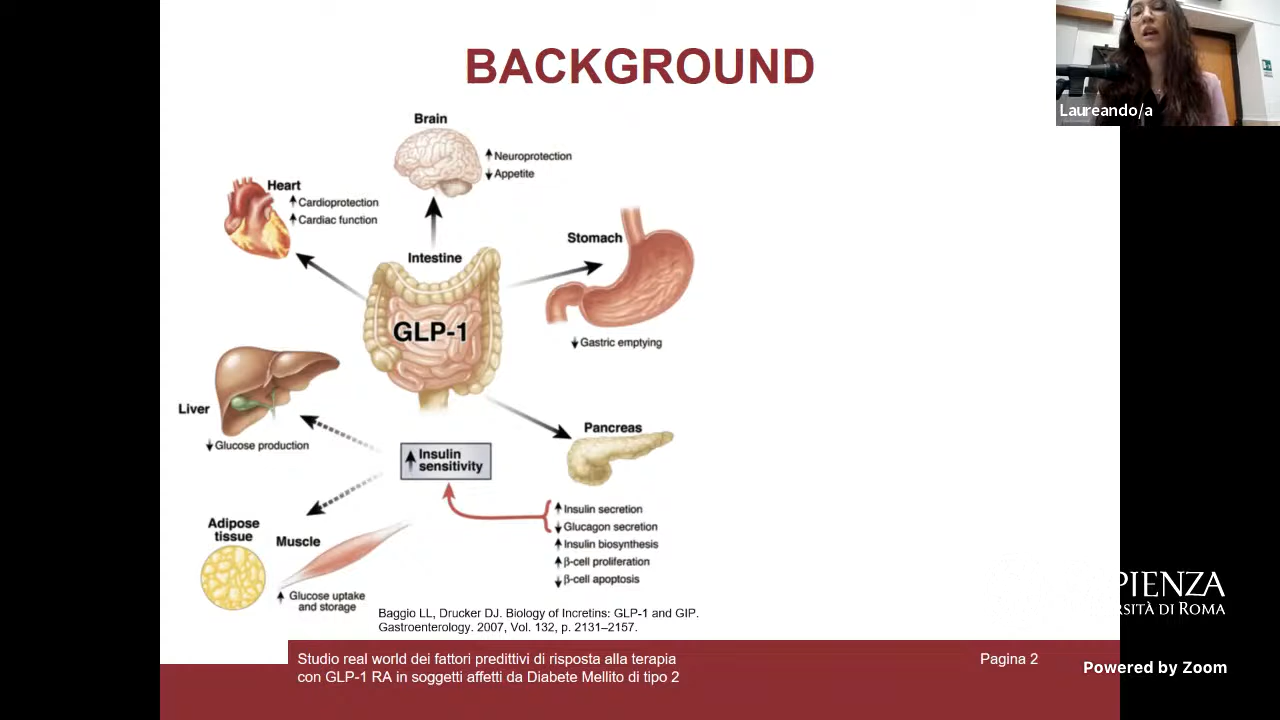 BACKGROUND
Laureando/a
Brain
Neuroprotection
Appetite
Heart
Cardioprotection
Cardiac function
Intestine
GLP-1
Stomach
Gastric emptying
Liver
Glucose production
Insulin
sensitivity
Pancreas
Insulin secretion
Glucagon secretion
Insulin biosynthesis
β-cell proliferation
β-cell apoptosis
Adipose
tissue
Muscle
Glucose uptake
and storage
Baggio LL, Drucker DJ. Biology of Incretins: GLP-1 and GIP.
Gastroenterology. 2007, Vol. 132, p. 2131–2157.
PIENZA
RSITÀ DI ROMA
Studio real world dei fattori predittivi di risposta alla terapia
con GLP-1 RA in soggetti affetti da Diabete Mellito di tipo 2
Pagina 2
Powered by Zoom